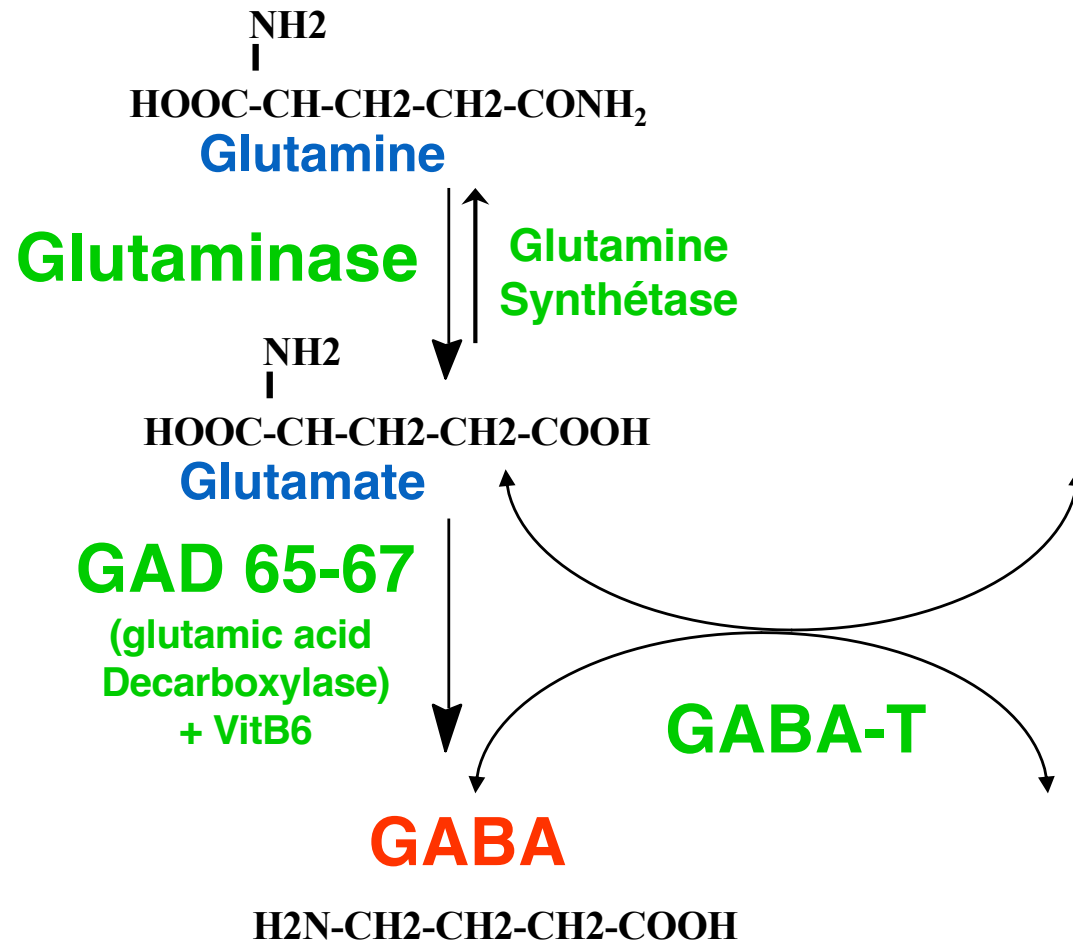 NH2
HOOC-CH-CH2-CH2-CONH₂
Glutamine
Glutaminase
Glutamine
Synthétase
NH2
HOOC-CH-CH2-CH2-COOH
Glutamate
GAD 65-67
(glutamic acid
Decarboxylase)
+ VitB6
GABA-T
GABA
H2N-CH2-CH2-CH2-COOH